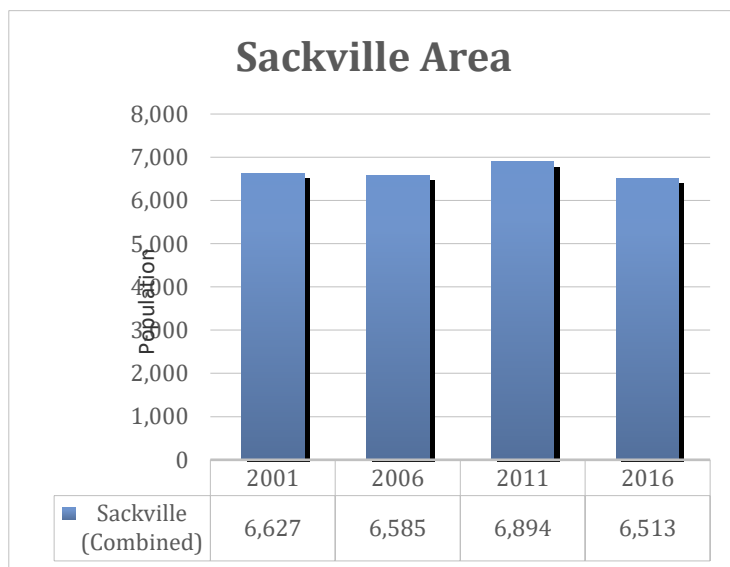 Sackville Area
8,000
7,000
6,000
5,000
4,000
3,000
2,000
1,000
0
Population
2001 2006 2011 2016
Sackville
(Combined) 6,627 6,585 6,894 6,513